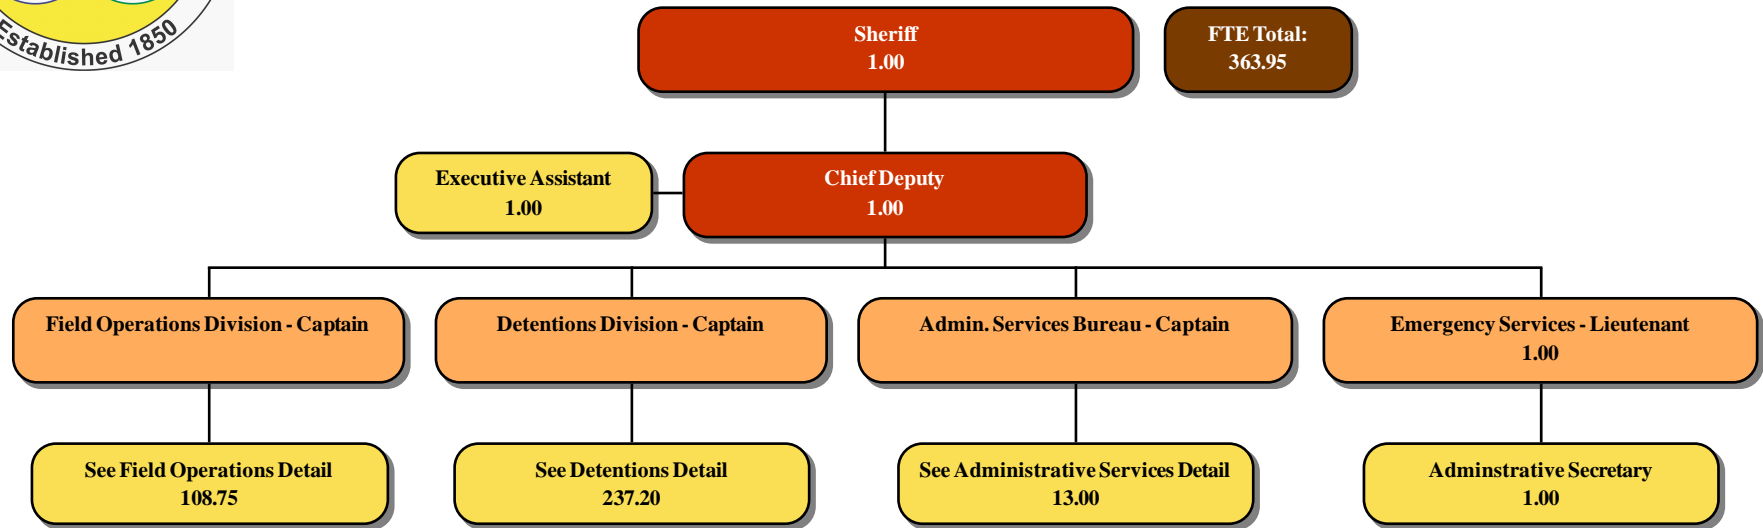 Established 1850
Sheriff
1.00
FTE Total:
363.95
Executive Assistant
1.00
Chief Deputy
1.00
Field Operations Division - Captain
Detentions Division - Captain
Admin. Services Bureau - Captain
Emergency Services - Lieutenant
1.00
See Field Operations Detail
108.75
See Detentions Detail
237.20
See Administrative Services Detail
13.00
Adminstrative Secretary
1.00